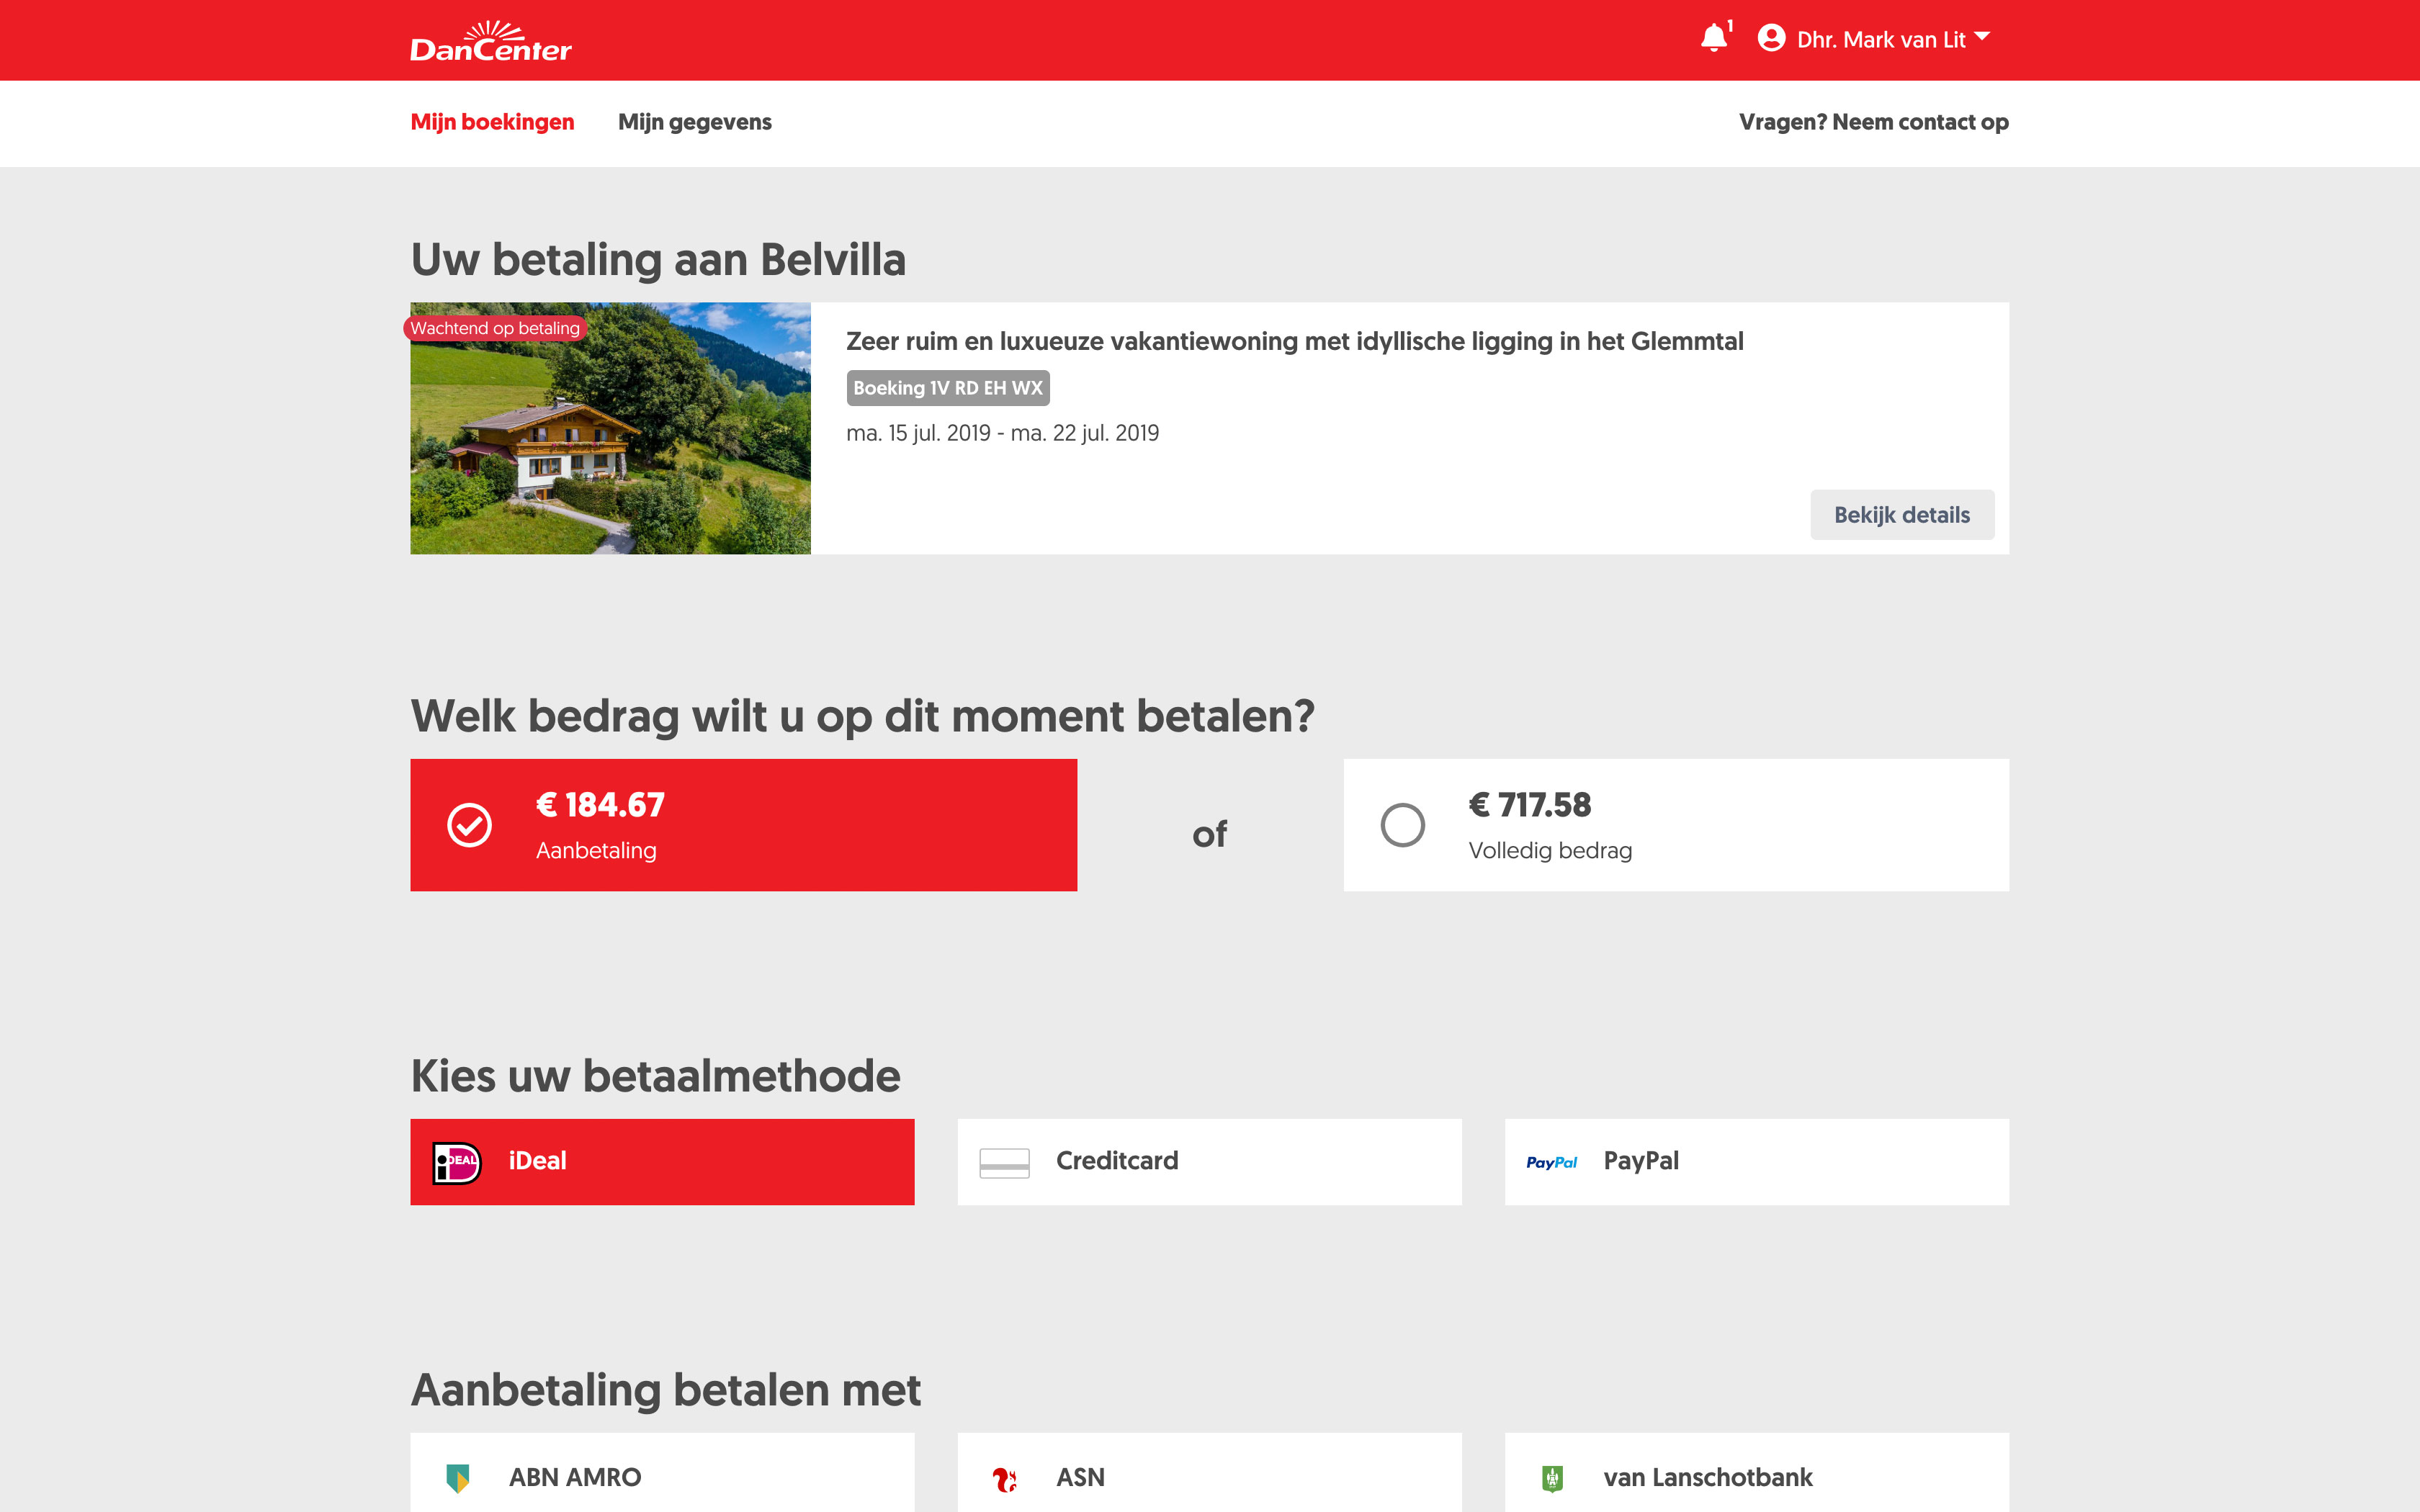 DanCenter
1
Dhr. Mark van Lit
Mijn boekingen
Mijn gegevens
Vragen? Neem contact op
Uw betaling aan Belvilla
Wachtend op betaling
Zeer ruim en luxueuze vakantiewoning met idyllische ligging in het Glemmtal
Boeking 1V RD EH WX
ma. 15 jul. 2019 - ma. 22 jul. 2019
Bekijk details
Welk bedrag wilt u op dit moment betalen?
€ 184.67
Aanbetaling
of
€ 717.58
Volledig bedrag
Kies uw betaalmethode
iDEAL
iDeal
Creditcard
PayPal
PayPal
Aanbetaling betalen met
ABN AMRO
ASN
van Lanschotbank